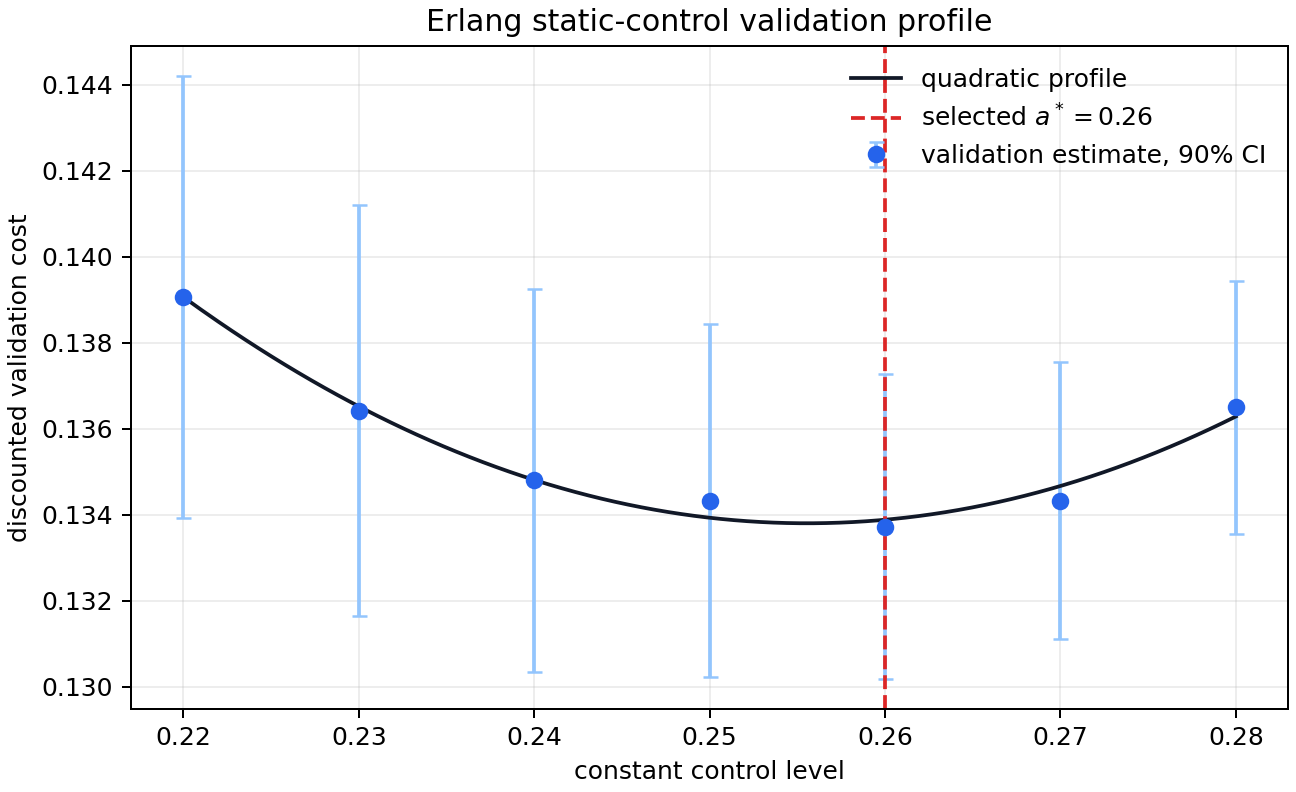 Erlang static-control validation profile
quadratic profile
selected a* = 0.26
validation estimate, 90% CI
discounted validation cost
0.144
0.142
0.140
0.138
0.136
0.134
0.132
0.130
0.22 0.23 0.24 0.25 0.26 0.27 0.28
constant control level